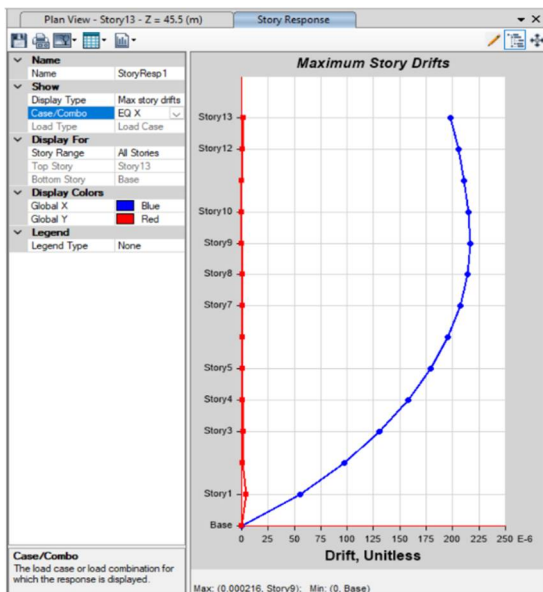 Plan View - Story13 - Z = 45.5 (m)
Story Response
Name
Name StoryResp1
Show
Display Type Max story drifts
Case/Combo EQ X
Load Type Load Case
Display For
Story Range All Stories
Top Story Story13
Bottom Story Base
Display Colors
Global X Blue
Global Y Red
Legend
Legend Type None
Case/Combo
The load case or load combination for
which the response is displayed.
Maximum Story Drifts
Story13
Story12
Story10
Story9
Story8
Story7
Story5
Story4
Story3
Story1
Base
0 25 50 75 100 125 150 175 200 225 250 E-6
Drift, Unitless
Max: (0.000216, Story9); Min: (0, Base)